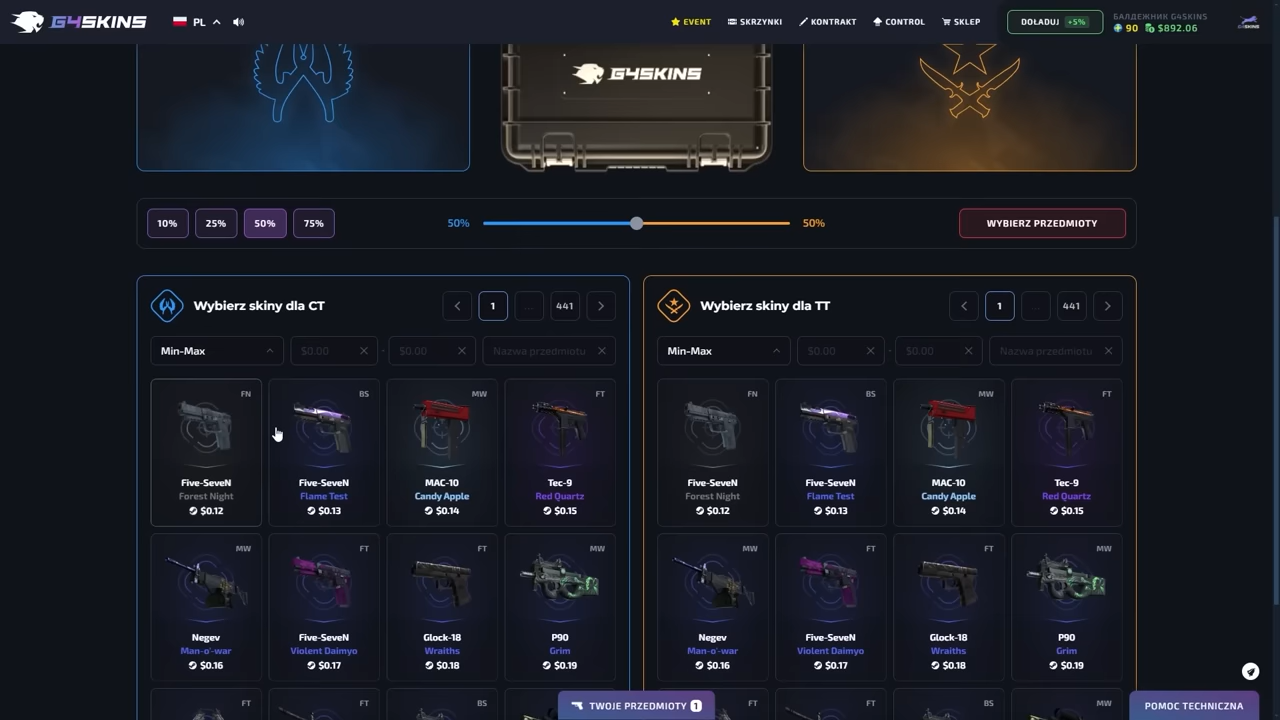 G4SKINS
PL
EVENT
SKRZYNKI
KONTRAKT
CONTROL
SKLEP
DOŁADUJ +5%
БАЛДЕЖНИК G4SKINS
90 $892.06
G4SKINS
10% 25% 50% 75%
50% 50%
WYBIERZ PRZEDMIOTY
Wybierz skiny dla CT
1 ... 441
Min-Max $0.00 - $0.00 Nazwa przedmiotu
FN
Five-SeveN
Forest Night
$0.12
BS
Five-SeveN
Flame Test
$0.13
MW
MAC-10
Candy Apple
$0.14
FT
Tec-9
Red Quartz
$0.15
MW
Negev
Man-o'-war
$0.16
FT
Five-SeveN
Violent Daimyo
$0.17
FT
Glock-18
Wraiths
$0.18
MW
P90
Grim
$0.19
FT
FT
BS
Wybierz skiny dla TT
1 ... 441
Min-Max $0.00 - $0.00 Nazwa przedmiotu
FN
Five-SeveN
Forest Night
$0.12
BS
Five-SeveN
Flame Test
$0.13
MW
MAC-10
Candy Apple
$0.14
FT
Tec-9
Red Quartz
$0.15
MW
Negev
Man-o'-war
$0.16
FT
Five-SeveN
Violent Daimyo
$0.17
FT
Glock-18
Wraiths
$0.18
MW
P90
Grim
$0.19
FT
FT
BS
FT
TWOJE PRZEDMIOTY 1
POMOC TECHNICZNA